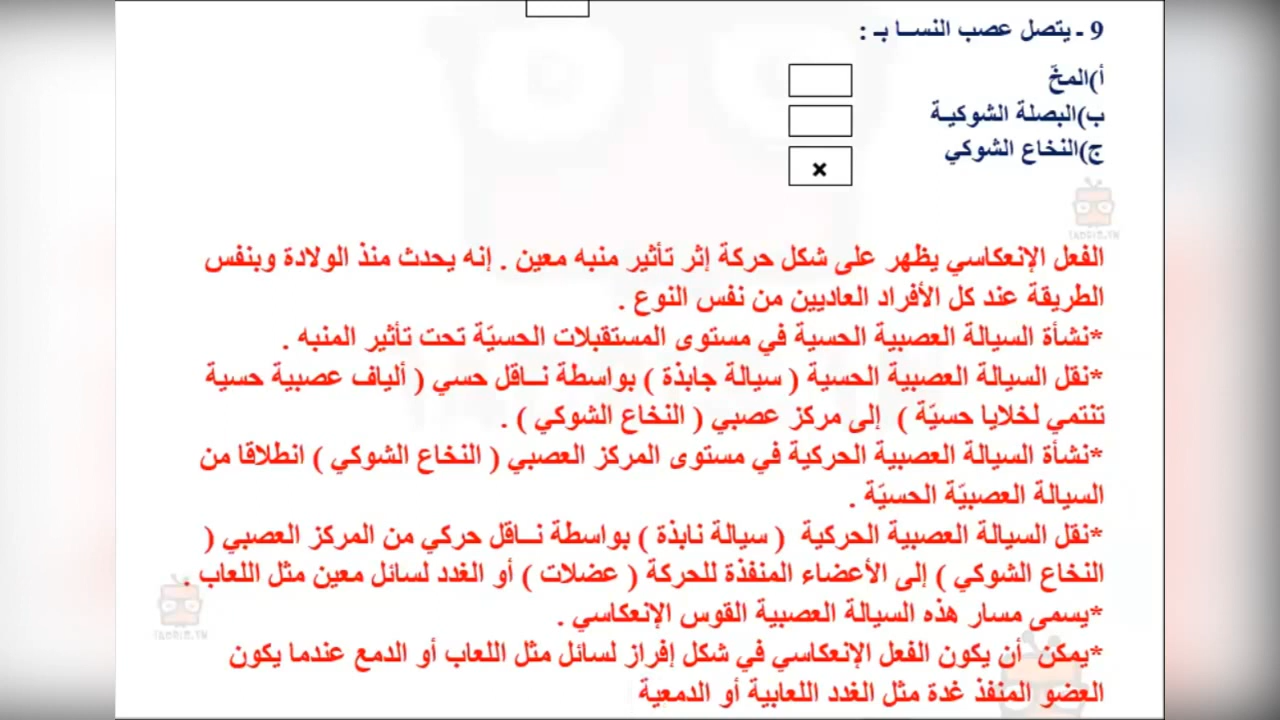 9 ـ يتصل عصب النســا بـ :
أ)المخّ
ب)البصلة الشوكيـة
ج)النخاع الشوكي
×
TAKRIZ.TN
الفعل الإنعكاسي يظهر على شكل حركة إثر تأثير منبه معين . إنه يحدث منذ الولادة وبنفس
الطريقة عند كل الأفراد العاديين من نفس النوع .
*نشأة السيالة العصبية الحسية في مستوى المستقبلات الحسيّة تحت تأثير المنبه .
*نقل السيالة العصبية الحسية ( سيالة جابذة ) بواسطة نــاقل حسي ( ألياف عصبية حسية
تنتمي لخلايا حسيّة ) إلى مركز عصبي ( النخاع الشوكي ) .
*نشأة السيالة العصبية الحركية في مستوى المركز العصبي ( النخاع الشوكي ) انطلاقا من
السيالة العصبيّة الحسيّة .
*نقل السيالة العصبية الحركية ( سيالة نابذة ) بواسطة نــاقل حركي من المركز العصبي (
النخاع الشوكي ) إلى الأعضاء المنفذة للحركة ( عضلات ) أو الغدد لسائل معين مثل اللعاب .
*يسمى مسار هذه السيالة العصبية القوس الإنعكاسي .
*يمكن أن يكون الفعل الإنعكاسي في شكل إفراز لسائل مثل اللعاب أو الدمع عندما يكون
العضو المنفذ غدة مثل الغدد اللعابية أو الدمعية